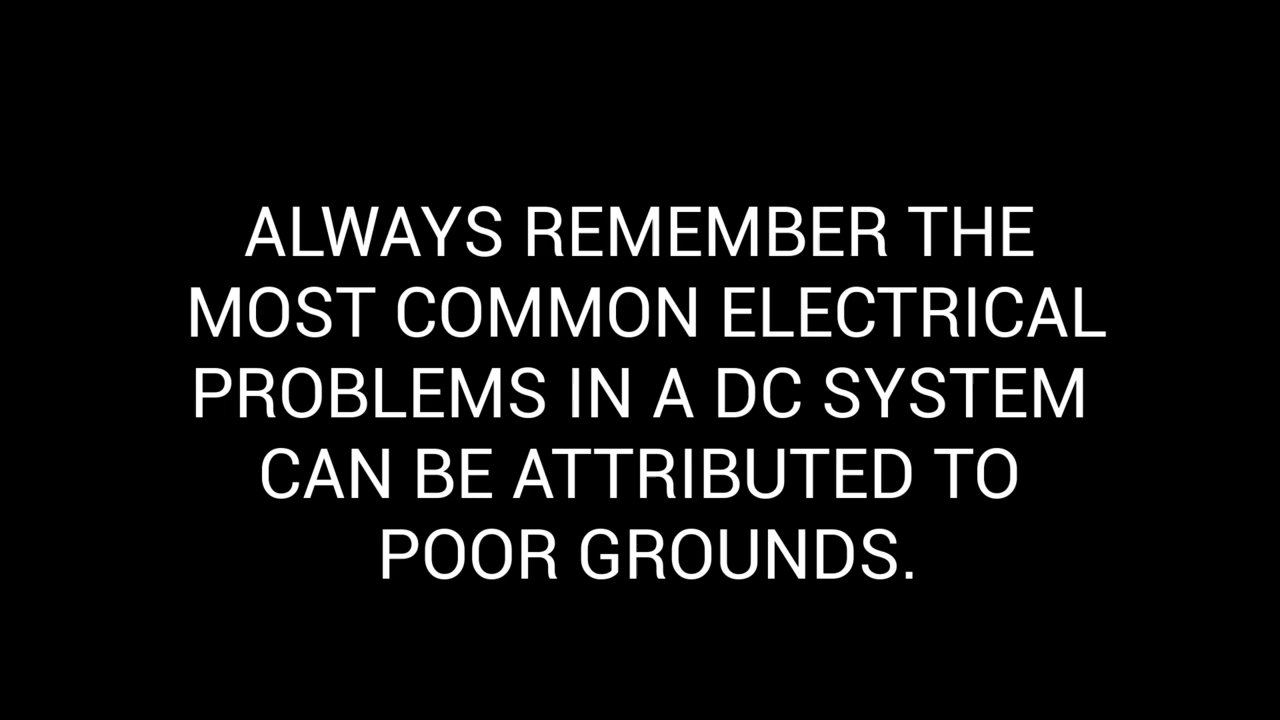 ALWAYS REMEMBER THE
MOST COMMON ELECTRICAL
PROBLEMS IN A DC SYSTEM
CAN BE ATTRIBUTED TO
POOR GROUNDS.